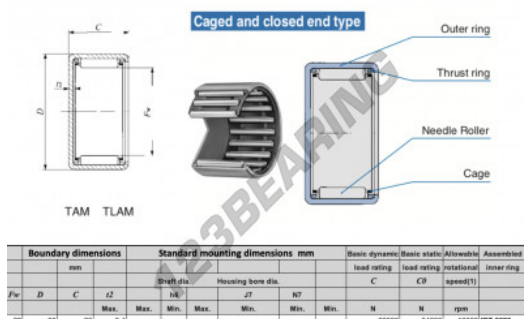 Caged and closed end type
C
Outer ring
Thrust ring
t2
D
Fw
Needle Roller
Cage
TAM TLAM
123BEARING
Boundary dimensions Standard mounting dimensions mm Basic dynamic Basic static Allowable Assembled
mm load rating load rating rotational inner ring
Shaft dia. Housing bore dia. C C0 speed(1)
Fw D C t2 h6 J7 N7
Max. Max. Min. Max. Min. Max. Min. N N rpm